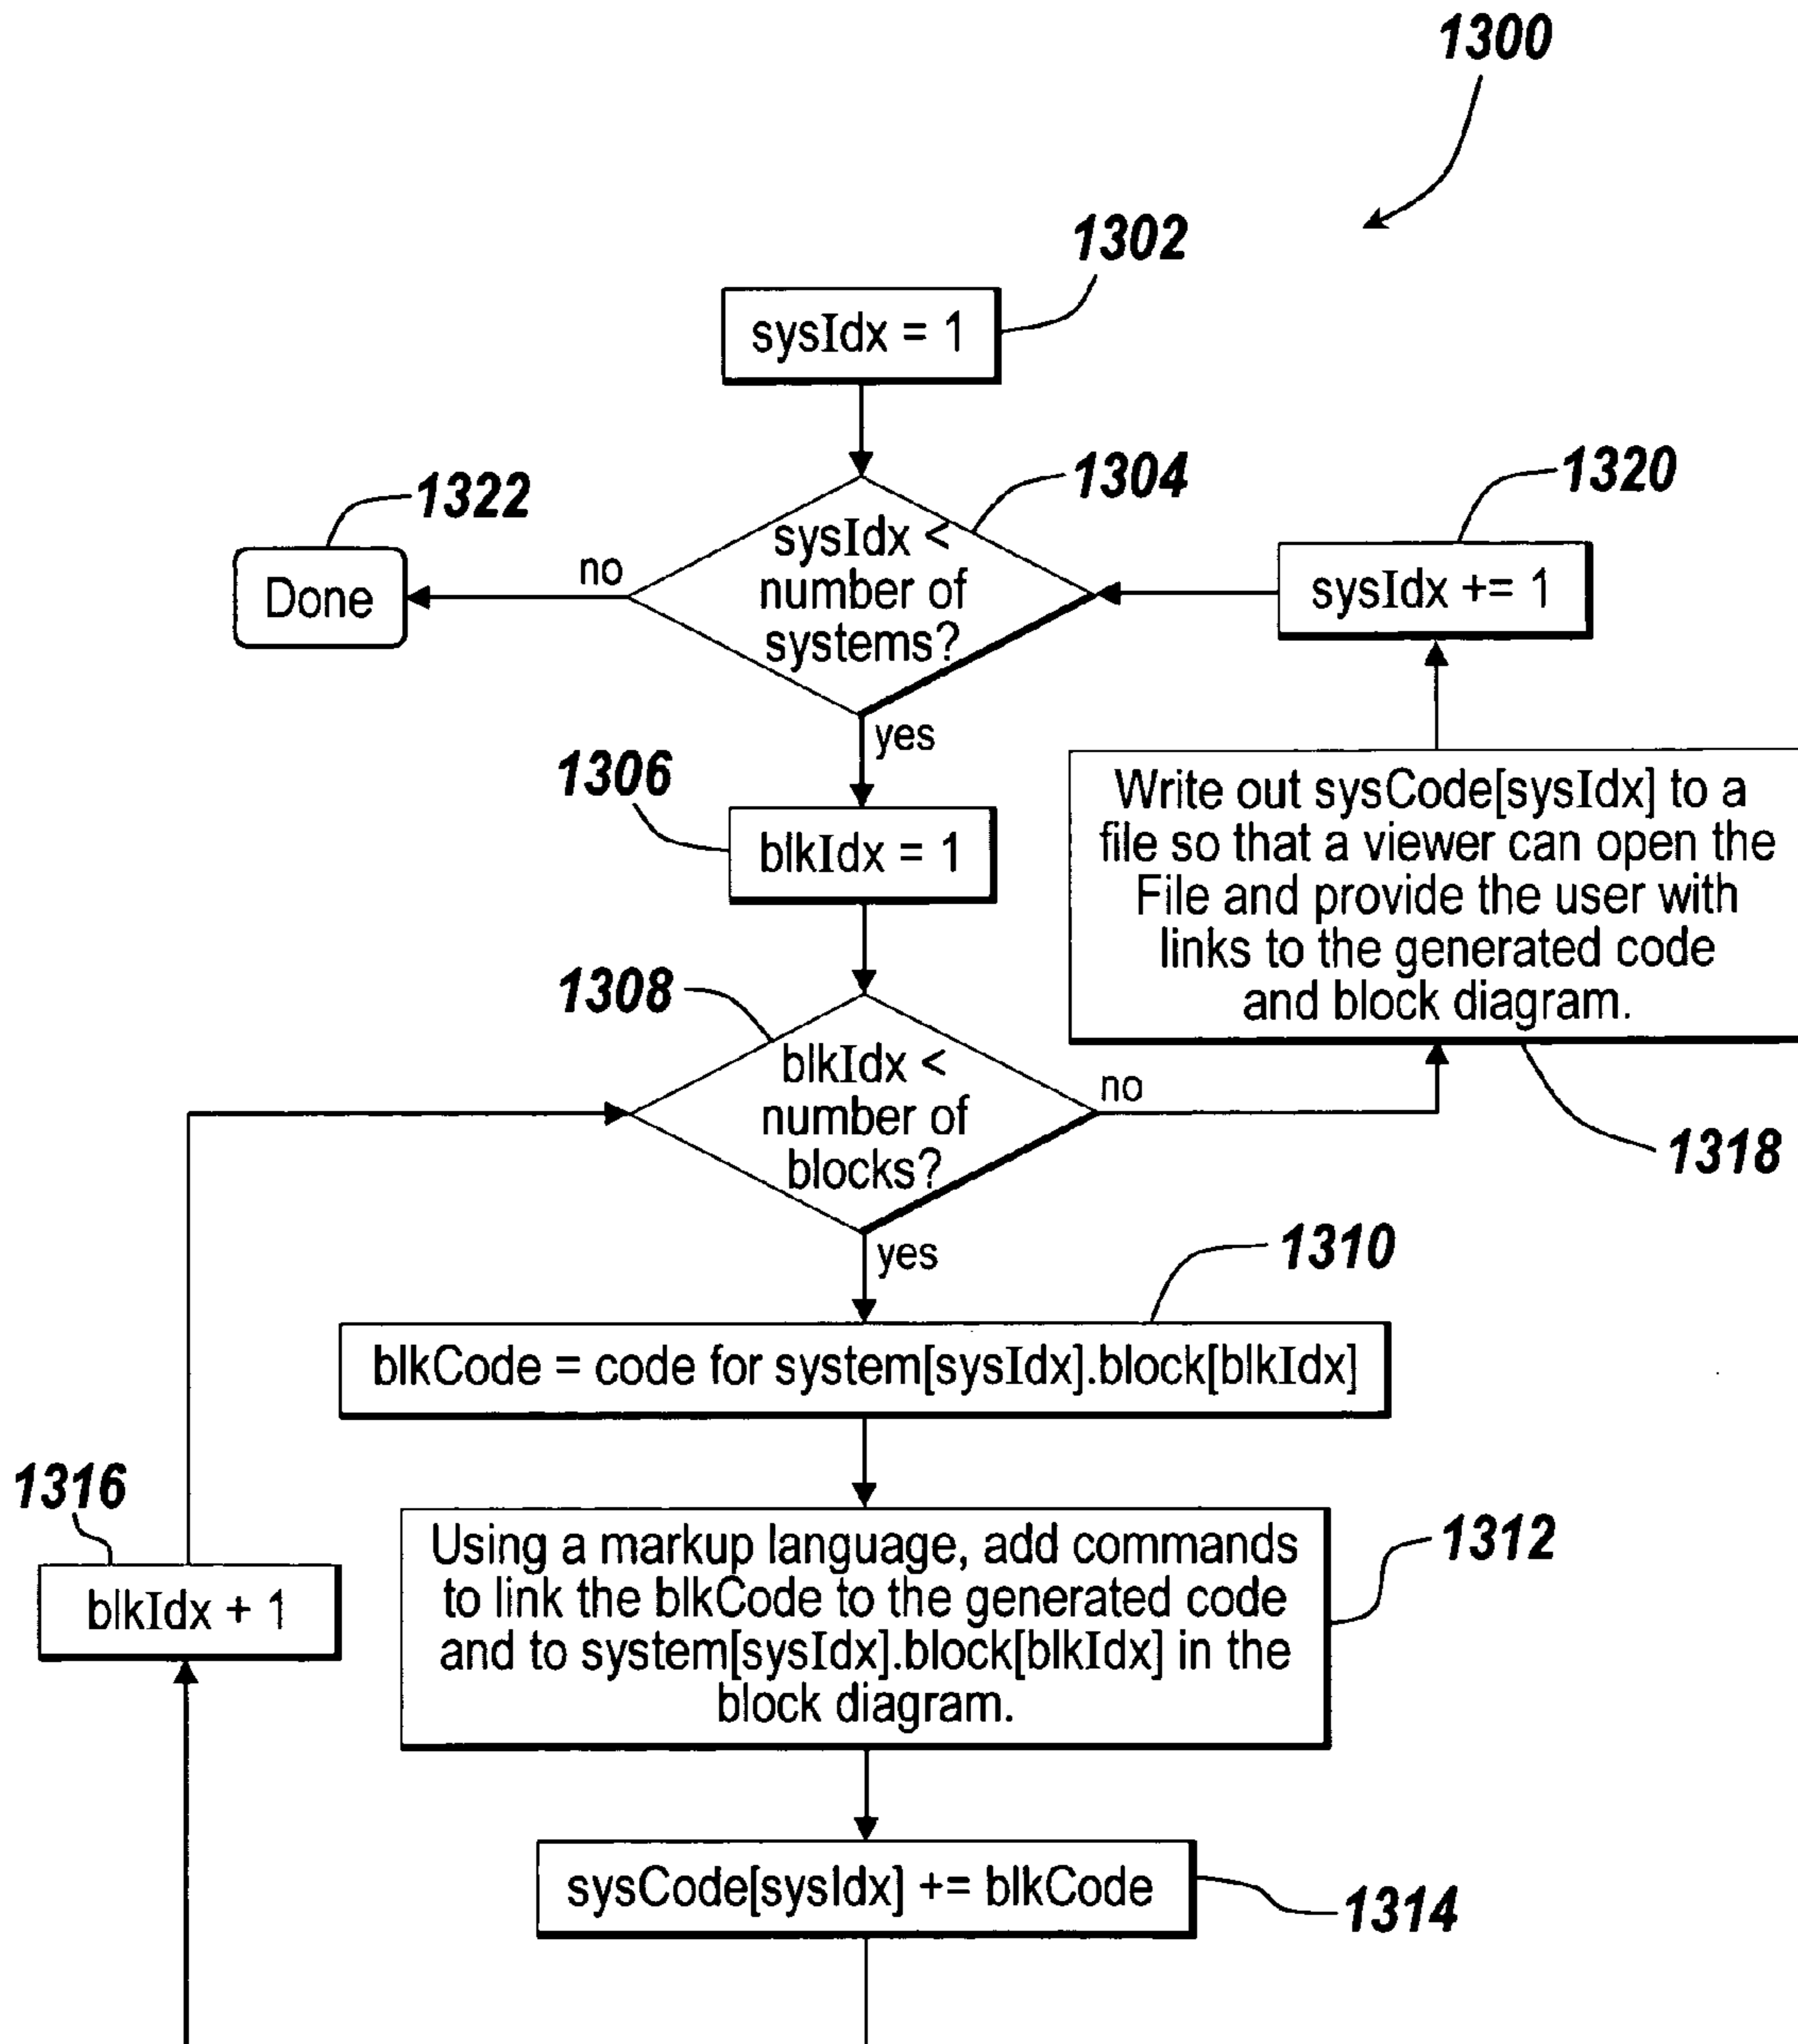 1300
1302
sysIdx = 1
1304
1320
1322
sysIdx <
number of
systems?
no
Done
sysIdx += 1
yes
1306
blkIdx = 1
Write out sysCode[sysIdx] to a
file so that a viewer can open the
File and provide the user with
links to the generated code
and block diagram.
1308
blkIdx <
number of
blocks?
no
1318
yes
1310
blkCode = code for system[sysIdx].block[blkIdx]
1316
blkIdx + 1
Using a markup language, add commands
to link the blkCode to the generated code
and to system[sysIdx].block[blkIdx] in the
block diagram.
1312
sysCode[sysIdx] += blkCode
1314